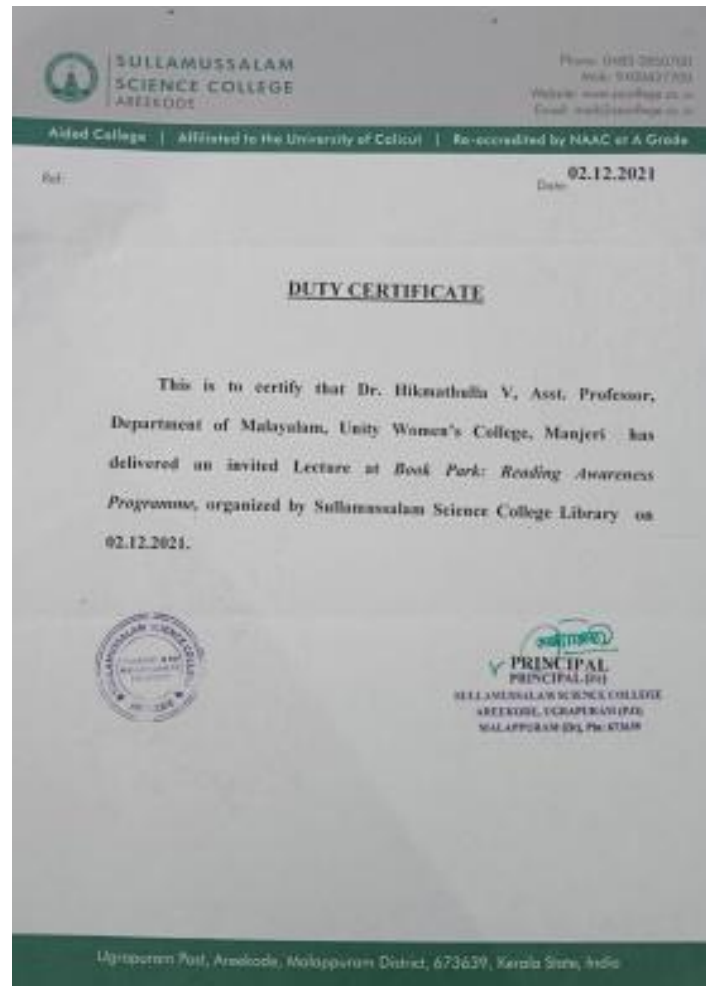 SULLAMUSSALAM
SCIENCE COLLEGE
AREEKODE
Aided College | Affiliated to the University of Calicut | Re-accredited by NAAC at A Grade
Ref:
Date: 02.12.2021
DUTY CERTIFICATE
This is to certify that Dr. Hikmathulla V, Asst. Professor,
Department of Malayalam, Unity Women's College, Manjeri has
delivered an invited Lecture at Book Park: Reading Awareness
Programme, organized by Sullamussalam Science College Library on
02.12.2021.
PRINCIPAL
PRINCIPAL
SULLAMUSSALAM SCIENCE COLLEGE
AREEKODE, UGRAPURAM (P.O)
MALAPPURAM (Dt), Pin: 673639
Ugrapuram Post, Areekode, Malappuram District, 673639, Kerala State, India